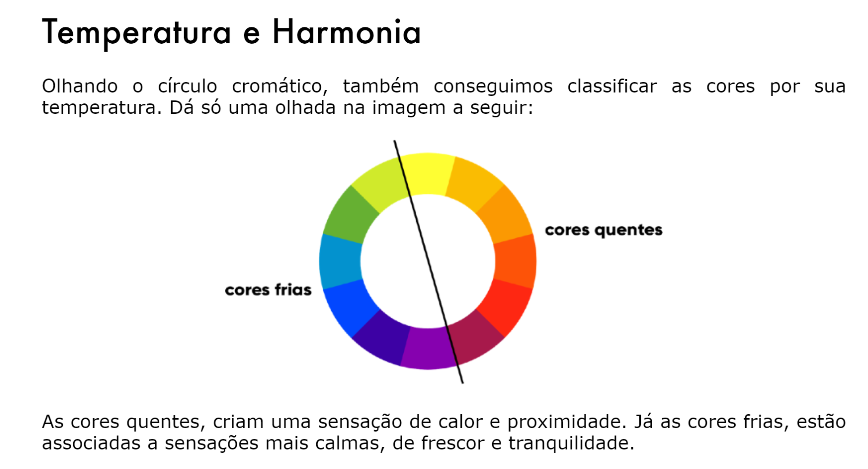 Temperatura e Harmonia
Olhando o círculo cromático, também conseguimos classificar as cores por sua
temperatura. Dá só uma olhada na imagem a seguir:
cores quentes
cores frias
As cores quentes, criam uma sensação de calor e proximidade. Já as cores frias, estão
associadas a sensações mais calmas, de frescor e tranquilidade.